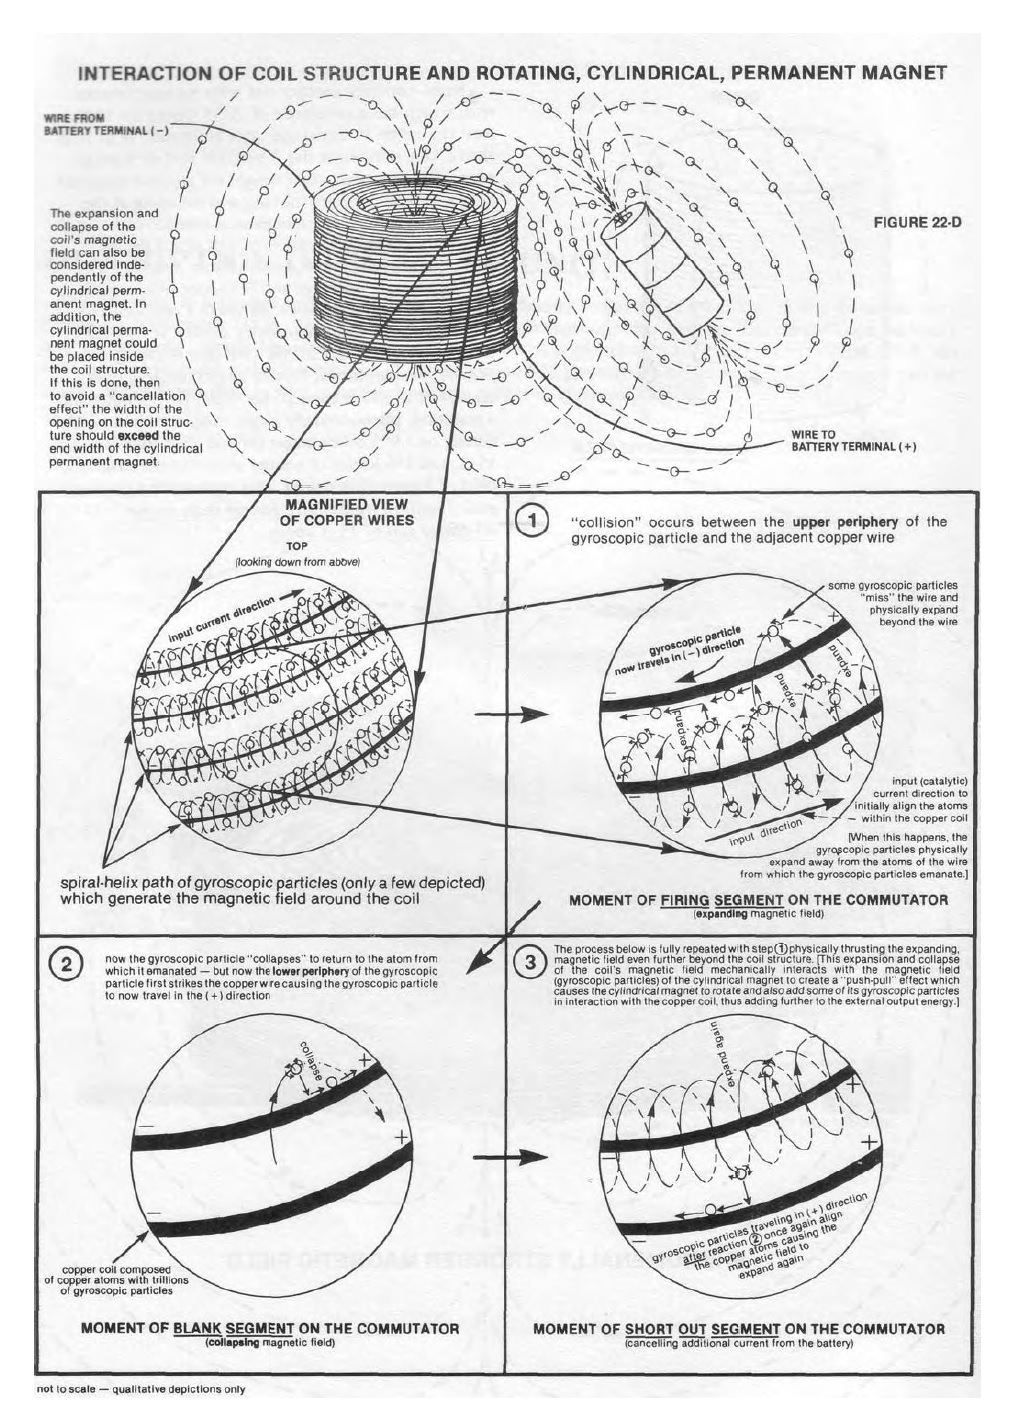 INTERACTION OF COIL STRUCTURE AND ROTATING, CYLINDRICAL, PERMANENT MAGNET
WIRE FROM
BATTERY TERMINAL (-)
The expansion and
collapse of the
coil's magnetic
field can also be
considered inde-
pendently of the
cylindrical perm-
anent magnet. In
addition, the
cylindrical perma-
nent magnet could
be placed inside
the coil structure.
If this is done, then
to avoid a "cancellation
effect" the width of the
opening on the coil struc-
ture should exceed the
end width of the cylindrical
permanent magnet.
FIGURE 22-D
WIRE TO
BATTERY TERMINAL (+)
MAGNIFIED VIEW
OF COPPER WIRES
TOP
(looking down from above)
input current direction
spiral-helix path of gyroscopic particles (only a few depicted)
which generate the magnetic field around the coil
1
"collision" occurs between the upper periphery of the
gyroscopic particle and the adjacent copper wire
some gyroscopic particles
"miss" the wire and
physically expand
beyond the wire
gyroscopic particle
now travels in (-) direction
+
-
expand
expand
expand
+
-
input direction
input (catalytic)
current direction to
initially align the atoms
within the copper coil
[When this happens, the
gyroscopic particles physically
expand away from the atoms of the wire
from which the gyroscopic particles emanate.]
MOMENT OF FIRING SEGMENT ON THE COMMUTATOR
(expanding magnetic field)
2
now the gyroscopic particle "collapses" to return to the atom from
which it emanated — but now the lower periphery of the gyroscopic
particle first strikes the copper wire causing the gyroscopic particle
to now travel in the (+) direction
collapse
+
-
+
-
copper coil composed
of copper atoms with trillions
of gyroscopic particles
MOMENT OF BLANK SEGMENT ON THE COMMUTATOR
(collapsing magnetic field)
3
The process below is fully repeated with step (1) physically thrusting the expanding,
magnetic field even further beyond the coil structure. [This expansion and collapse
of the coil's magnetic field mechanically interacts with the magnetic field
(gyroscopic particles) of the cylindrical magnet to create a "push-pull" effect which
causes the cylindrical magnet to rotate and also add some of its gyroscopic particles
in interaction with the copper coil, thus adding further to the external output energy.]
expand again
+
-
+
-
gyroscopic particles traveling in (+) direction
after reaction (2) once again align
the copper atoms causing the
magnetic field to
expand again
MOMENT OF SHORT OUT SEGMENT ON THE COMMUTATOR
(cancelling additional current from the battery)
not to scale — qualitative depictions only